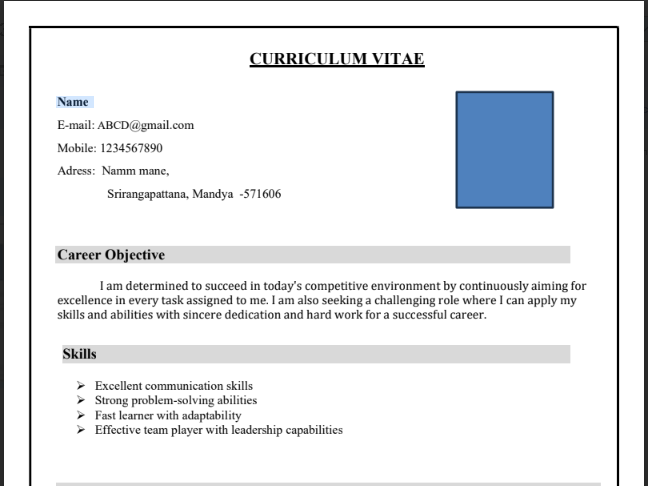 CURRICULUM VITAE
Name
E-mail: ABCD@gmail.com
Mobile: 1234567890
Adress:  Namm mane,
Srirangapattana, Mandya  -571606
Career Objective
I am determined to succeed in today's competitive environment by continuously aiming for
excellence in every task assigned to me. I am also seeking a challenging role where I can apply my
skills and abilities with sincere dedication and hard work for a successful career.
Skills
➢ Excellent communication skills
➢ Strong problem-solving abilities
➢ Fast learner with adaptability
➢ Effective team player with leadership capabilities